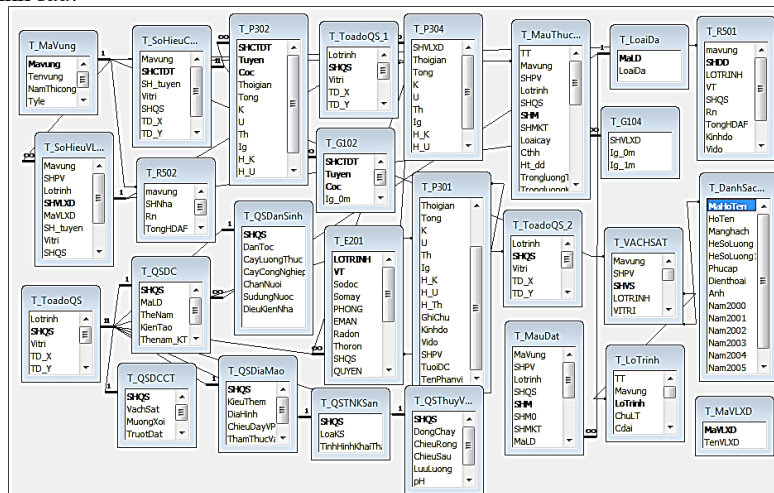 T_MaVung
Mavung
Tenvung
NamThicong
Tyle
T_SoHieuC...
Mavung
SHCTDT
SH_tuyen
Vitri
SHQS
TD_X
TD_Y
T_P302
SHCTDT
Tuyen
Coc
Thoigian
Tong
K
U
Th
Ig
H_K
H_U
T_ToadoQS_1
Lotrinh
SHQS
Vitri
TD_X
TD_Y
T_P304
SHVLXD
Thoigian
Tong
K
U
Th
Ig
H_K
H_U
T_MauThuc...
TT
Mavung
SHPV
Lotrinh
SHQS
SHM
SHMKT
Loaicay
Cthh
Ht_dd
TrongluongT
T_LoaiDa
MaLD
LoaiDa
T_R501
mavung
SHDD
LOTRINH
VT
SHQS
Rn
TongHDAF
Kinhdo
Vido
T_SoHieuVL...
Mavung
SHPV
Lotrinh
SHVLXD
MaVLXD
SH_tuyen
Vitri
SHQS
T_R502
mavung
SHNha
Rn
TongHDAF
T_G102
SHCTDT
Tuyen
Coc
Ig_0m
T_G104
SHVLXD
Ig_0m
Ig_1m
T_P301
Thoigian
Tong
K
U
Th
Ig
H_K
H_U
H_Th
GhiChu
Kinhdo
Vido
SHPV
TuoiDC
TenPhanvi
T_DanhSac...
MaHoTen
HoTen
Manghach
HeSoLuong
HeSoLuong
Phucap
Dienthoai
Anh
Nam2000
Nam2001
Nam2002
Nam2003
Nam2004
Nam2005
T_QSDanSinh
SHQS
DanToc
CayLuongThuc
CayCongNghiep
ChanNuoi
SudungNuoc
DieuKienNha
T_ToadoQS_2
Lotrinh
SHQS
Vitri
TD_X
TD_Y
T_E201
LOTRINH
VT
Sodoc
Somay
PHONG
EMAN
Radon
Thoron
SHQS
QUYEN
T_VACHSAT
Mavung
SHPV
SHVS
LOTRINH
VITRI
T_QSDC
SHQS
MaLD
TheNam
KienTao
Thenam_KT
T_ToadoQS
Lotrinh
SHQS
Vitri
TD_X
TD_Y
T_MauDat
MaVung
SHPV
Lotrinh
SHQS
SHM
SHM0
SHMKT
MaLD
T_LoTrinh
TT
Mavung
LoTrinh
ChuLT
Cdai
T_QSDCCT
SHQS
VachSat
MuongXoi
TruotDat
T_QSDiaMao
SHQS
KieuThem
DiaHinh
ChieuDayVP
ThamThucVa
T_QSTNKSan
SHQS
LoaKS
TinhHinhKhaiTha
T_QSThuyV...
SHQS
DongChay
ChieuRong
ChieuSau
LuuLuong
pH
T_MaVLXD
MaVLXD
TenVLXD